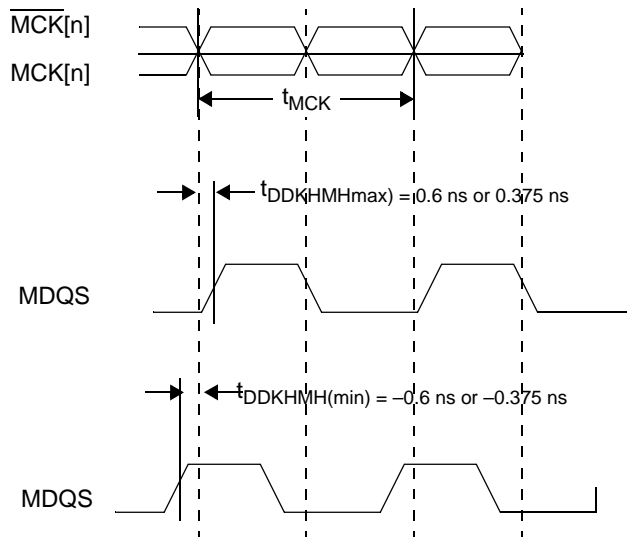 MCK[n]
MCK[n]
tMCK
tDDKHMHmax) = 0.6 ns or 0.375 ns
MDQS
tDDKHMH(min) = –0.6 ns or –0.375 ns
MDQS